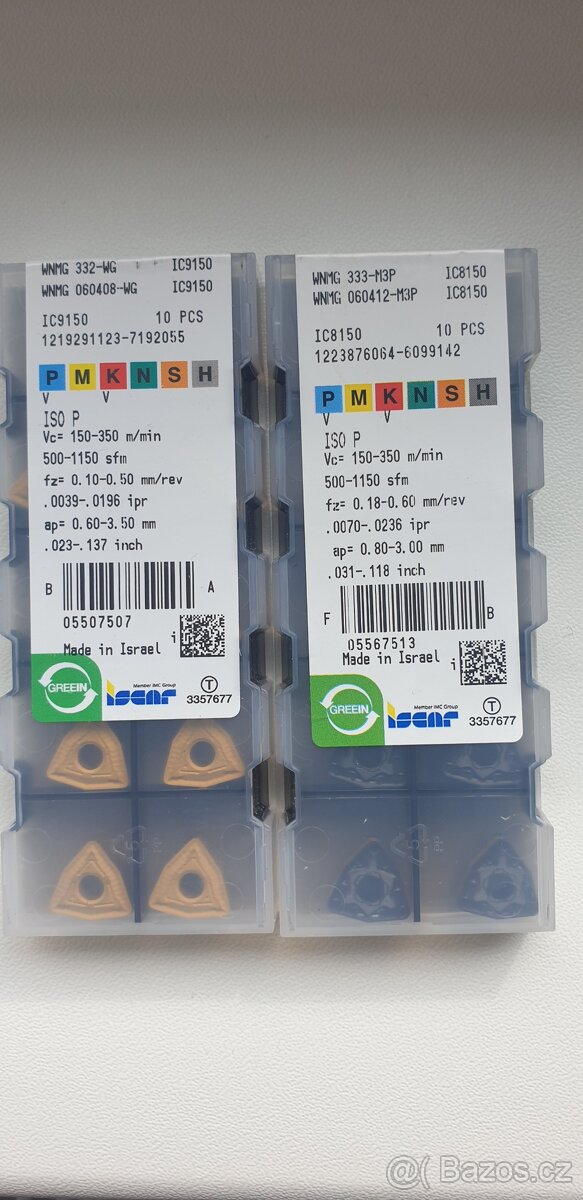 WNMG 332-WG IC9150
WNMG 060408-WG IC9150
IC9150 10 PCS
1219291123-7192055
P M K N S H
V V
ISO P
Vc= 150-350 m/min
500-1150 sfm
fz= 0.10-0.50 mm/rev
.0039-.0196 ipr
ap= 0.60-3.50 mm
.023-.137 inch
B A
05507507
Made in Israel
i
GREEIN
Member IMC Group
iscar
T
3357677
WNMG 333-M3P IC8150
WNMG 060412-M3P IC8150
IC8150 10 PCS
1223876064-6099142
P M K N S H
V V
ISO P
Vc= 150-350 m/min
500-1150 sfm
fz= 0.18-0.60 mm/rev
.0070-.0236 ipr
ap= 0.80-3.00 mm
.031-.118 inch
F B
05567513
Made in Israel
i
GREEIN
Member IMC Group
iscar
T
3357677
@( Bazos.cz